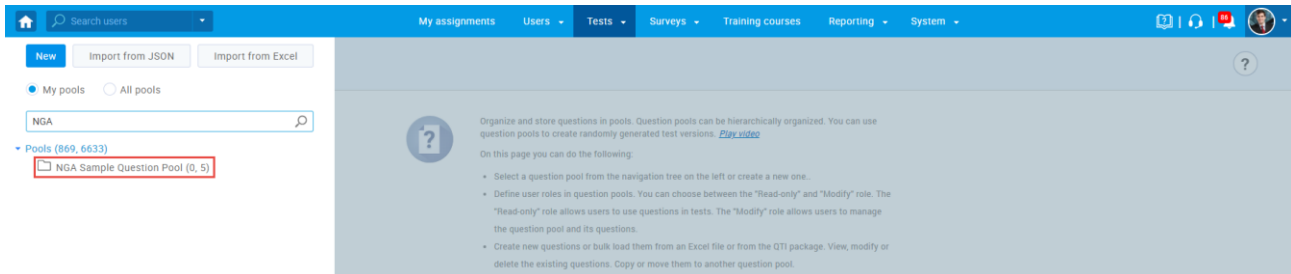 Search users
My assignments Users Tests Surveys Training courses Reporting System
86
New Import from JSON Import from Excel
My pools All pools
NGA
Pools (869, 6633)
NGA Sample Question Pool (0, 5)
?
Organize and store questions in pools. Question pools can be hierarchically organized. You can use
question pools to create randomly generated test versions. Play video
On this page you can do the following:
• Select a question pool from the navigation tree on the left or create a new one..
• Define user roles in question pools. You can choose between the "Read-only" and "Modify" role. The
"Read-only" role allows users to use questions in tests. The "Modify" role allows users to manage
the question pool and its questions.
• Create new questions or bulk load them from an Excel file or from the QTI package. View, modify or
delete the existing questions. Copy or move them to another question pool.